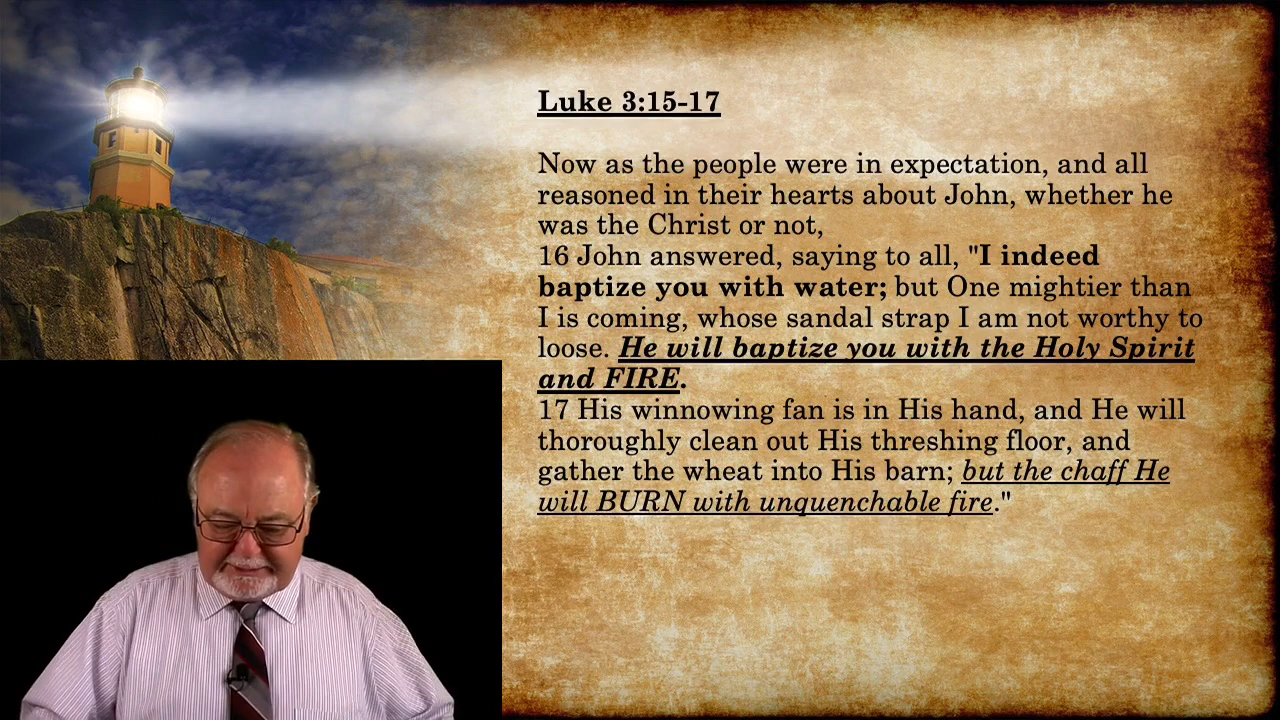 Luke 3:15-17
Now as the people were in expectation, and all
reasoned in their hearts about John, whether he
was the Christ or not,
16 John answered, saying to all, "I indeed
baptize you with water; but One mightier than
I is coming, whose sandal strap I am not worthy to
loose. He will baptize you with the Holy Spirit
and FIRE.
17 His winnowing fan is in His hand, and He will
thoroughly clean out His threshing floor, and
gather the wheat into His barn; but the chaff He
will BURN with unquenchable fire."